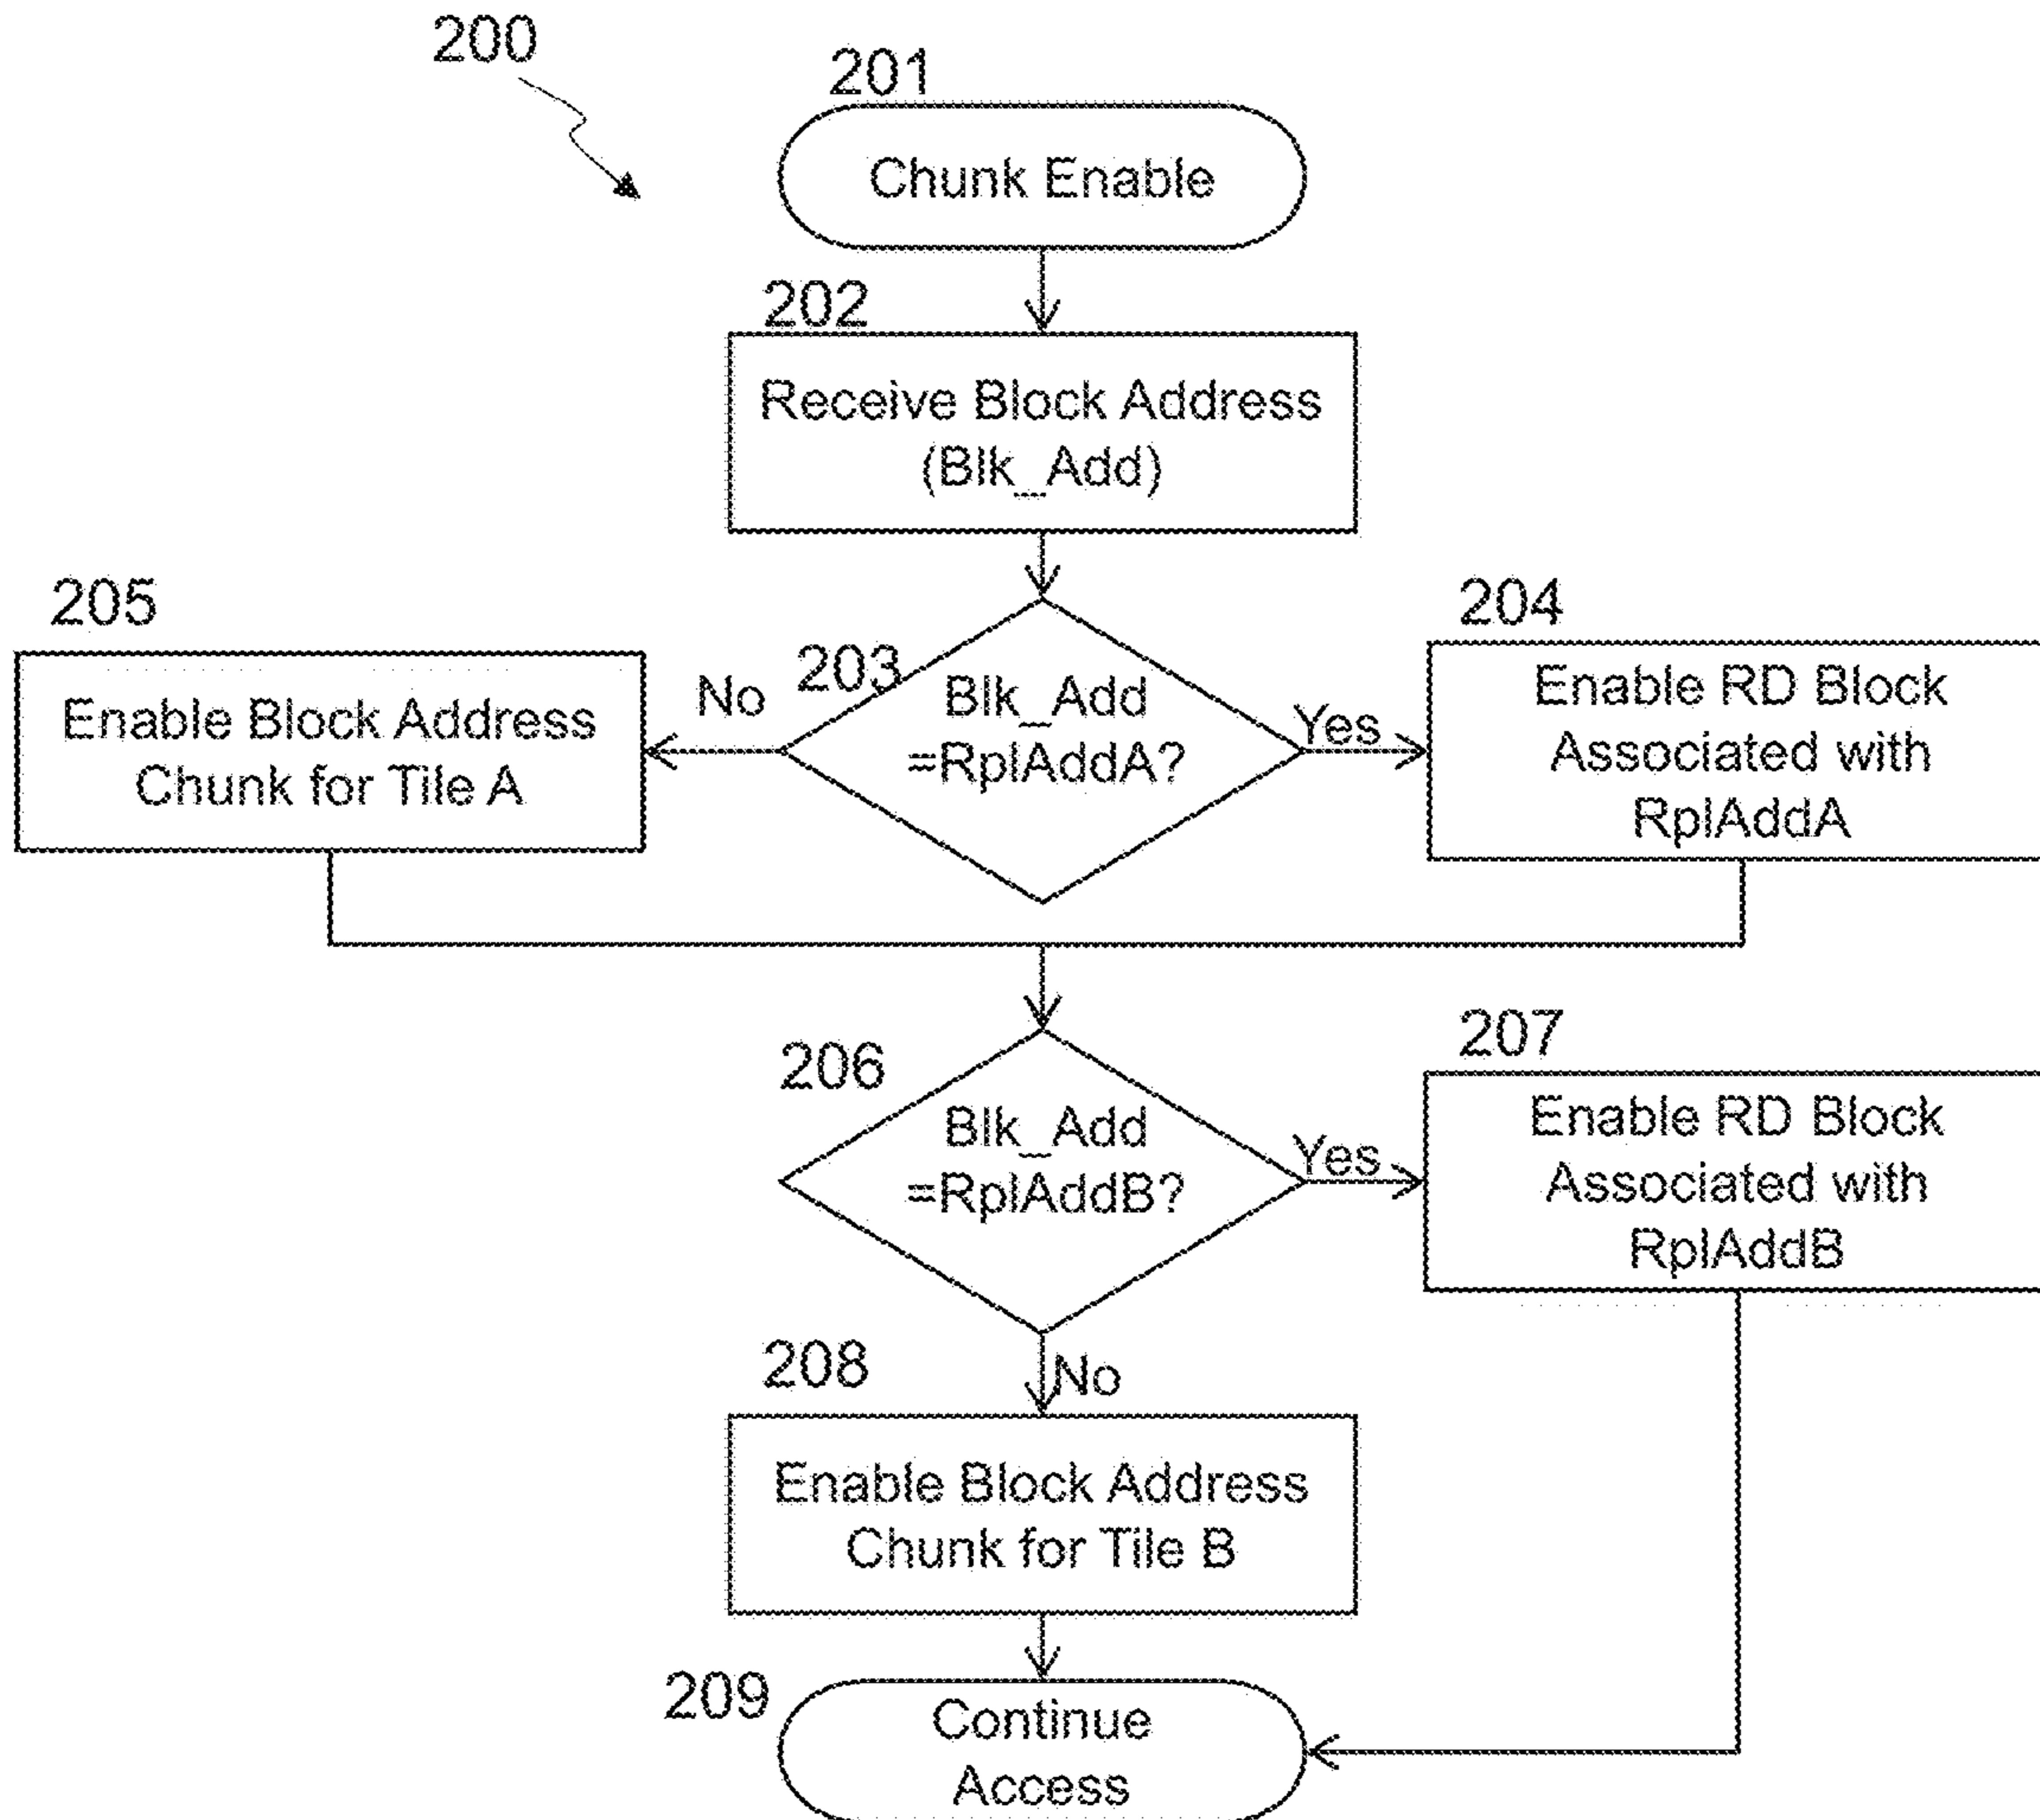 200
201
Chunk Enable
202
Receive Block Address
(Blk_Add)
205
Enable Block Address
Chunk for Tile A
No
203
Blk_Add
=RplAddA?
Yes
204
Enable RD Block
Associated with
RplAddA
206
Blk_Add
=RplAddB?
Yes
207
Enable RD Block
Associated with
RplAddB
No
208
Enable Block Address
Chunk for Tile B
209
Continue
Access